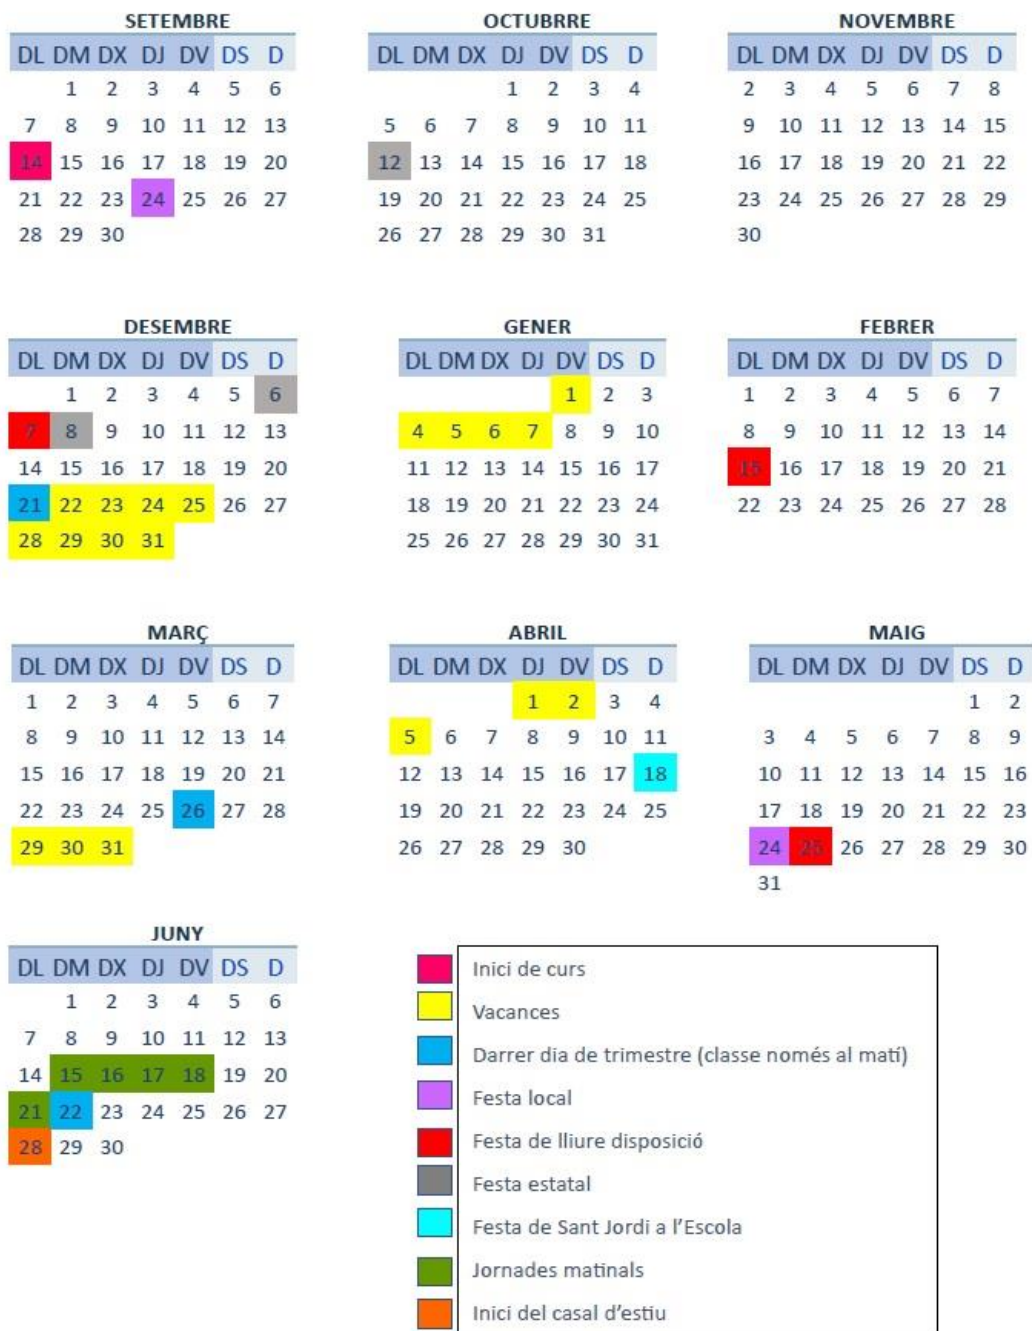 SETEMBRE
DL DM DX DJ DV DS D
1 2 3 4 5 6
7 8 9 10 11 12 13
14 15 16 17 18 19 20
21 22 23 24 25 26 27
28 29 30
OCTUBRRE
DL DM DX DJ DV DS D
1 2 3 4
5 6 7 8 9 10 11
12 13 14 15 16 17 18
19 20 21 22 23 24 25
26 27 28 29 30 31
NOVEMBRE
DL DM DX DJ DV DS D
2 3 4 5 6 7 8
9 10 11 12 13 14 15
16 17 18 19 20 21 22
23 24 25 26 27 28 29
30
DESEMBRE
DL DM DX DJ DV DS D
1 2 3 4 5 6
7 8 9 10 11 12 13
14 15 16 17 18 19 20
21 22 23 24 25 26 27
28 29 30 31
GENER
DL DM DX DJ DV DS D
1 2 3
4 5 6 7 8 9 10
11 12 13 14 15 16 17
18 19 20 21 22 23 24
25 26 27 28 29 30 31
FEBRER
DL DM DX DJ DV DS D
1 2 3 4 5 6 7
8 9 10 11 12 13 14
15 16 17 18 19 20 21
22 23 24 25 26 27 28
MARÇ
DL DM DX DJ DV DS D
1 2 3 4 5 6 7
8 9 10 11 12 13 14
15 16 17 18 19 20 21
22 23 24 25 26 27 28
29 30 31
ABRIL
DL DM DX DJ DV DS D
1 2 3 4
5 6 7 8 9 10 11
12 13 14 15 16 17 18
19 20 21 22 23 24 25
26 27 28 29 30
MAIG
DL DM DX DJ DV DS D
1 2
3 4 5 6 7 8 9
10 11 12 13 14 15 16
17 18 19 20 21 22 23
24 25 26 27 28 29 30
31
JUNY
DL DM DX DJ DV DS D
1 2 3 4 5 6
7 8 9 10 11 12 13
14 15 16 17 18 19 20
21 22 23 24 25 26 27
28 29 30
Inici de curs
Vacances
Darrer dia de trimestre (classe només al matí)
Festa local
Festa de lliure disposició
Festa estatal
Festa de Sant Jordi a l'Escola
Jornades matinals
Inici del casal d'estiu